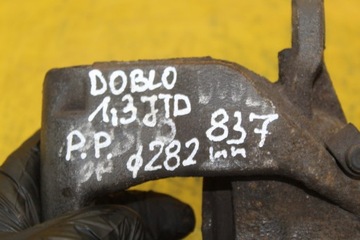 DOBLO
1,3 JTD
837
P.P. φ282 mm